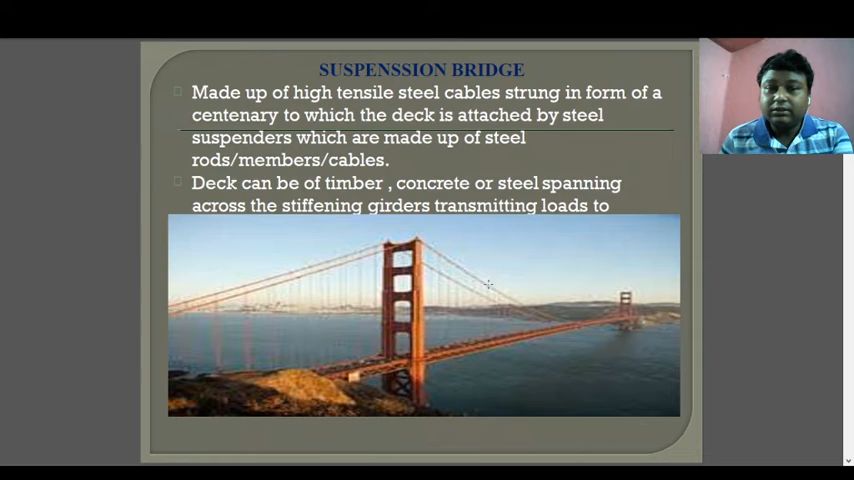 SUSPENSSION BRIDGE
Made up of high tensile steel cables strung in form of a
centenary to which the deck is attached by steel
suspenders which are made up of steel
rods/members/cables.
Deck can be of timber , concrete or steel spanning
across the stiffening girders transmitting loads to